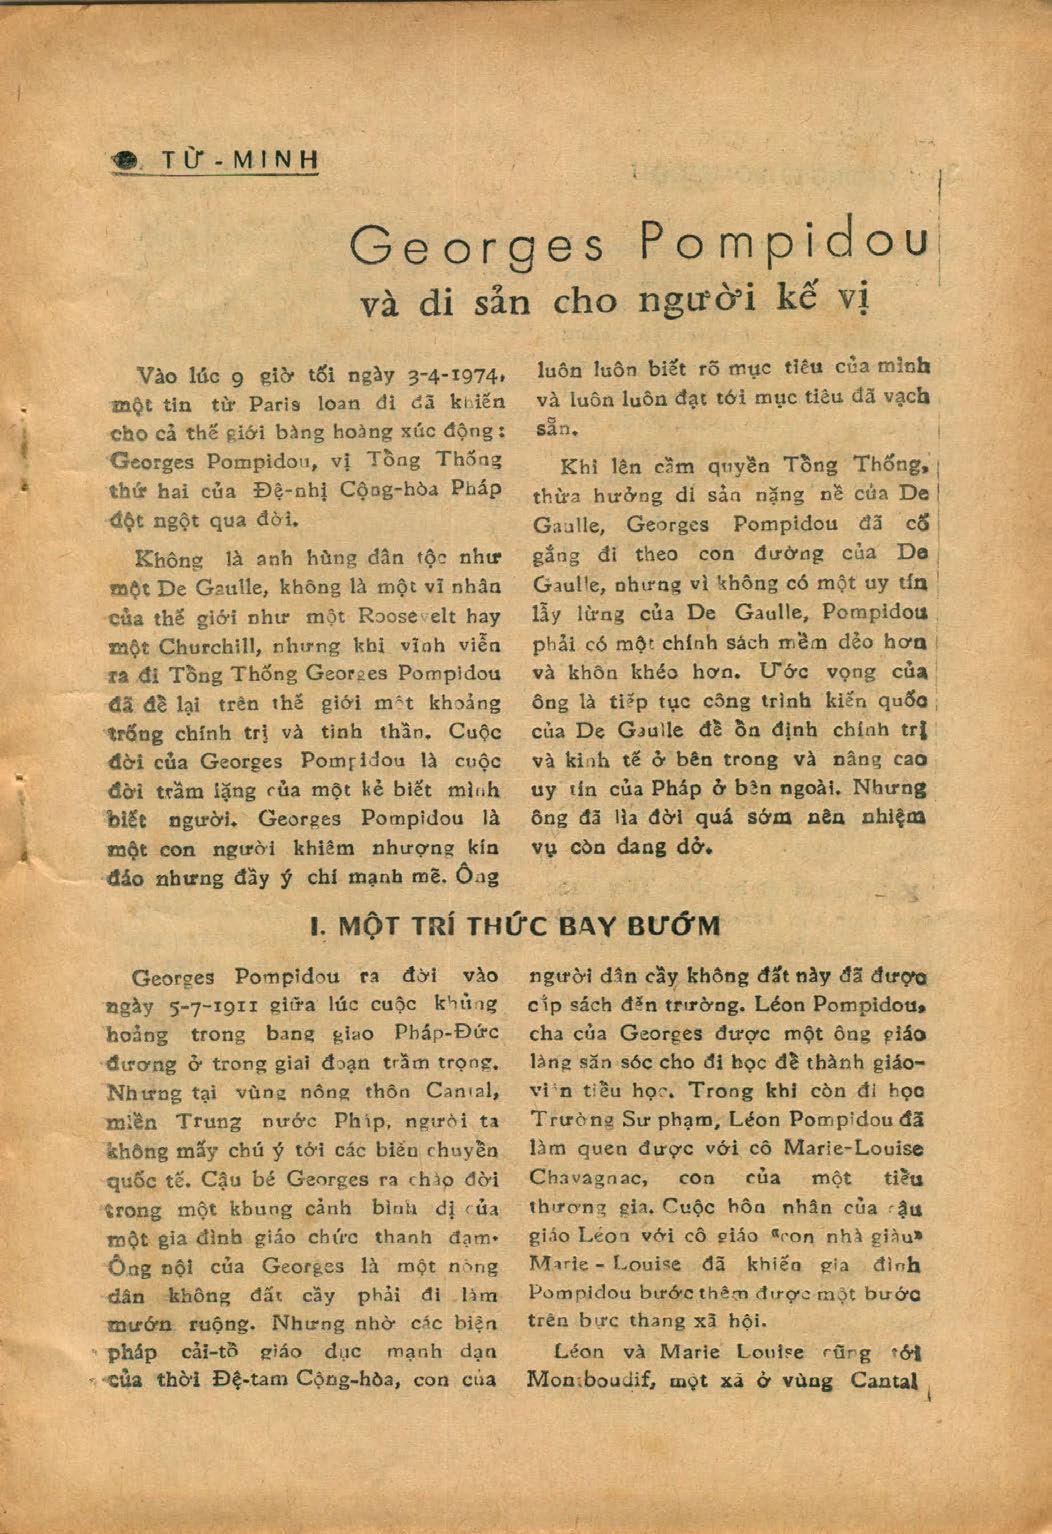 TỪ - MINH
Georges Pompidou
và di sản cho người kế vị
Vào lúc 9 giờ tối ngày 3-4-1974,
một tin từ Paris loan đi đã khiến
cho cả thế giới bàng hoàng xúc động:
Georges Pompidou, vị Tổng Thống
thứ hai của Đệ-nhị Cộng-hòa Pháp
đột ngột qua đời.
Không là anh hùng dân tộc như
một De Gaulle, không là một vĩ nhân
của thế giới như một Roosevelt hay
một Churchill, nhưng khi vĩnh viễn
ra đi Tổng Thống Georges Pompidou
đã để lại trên thế giới một khoảng
trống chính trị và tinh thần. Cuộc
đời của Georges Pompidou là cuộc
đời trầm lặng của một kẻ biết mình
biết người. Georges Pompidou là
một con người khiêm nhượng kín
đáo nhưng đầy ý chí mạnh mẽ. Ông
luôn luôn biết rõ mục tiêu của mình
và luôn luôn đạt tới mục tiêu đã vạch
sẵn.
Khi lên cầm quyền Tổng Thống,
thừa hưởng di sản nặng nề của De
Gaulle, Georges Pompidou đã cố
gắng đi theo con đường của De
Gaulle, nhưng vì không có một uy tín
lẫy lừng của De Gaulle, Pompidou
phải có một chính sách mềm dẻo hơn
và khôn khéo hơn. Ước vọng của
ông là tiếp tục công trình kiến quốc
của De Gaulle để ổn định chính trị
và kinh tế ở bên trong và nâng cao
uy tín của Pháp ở bên ngoài. Nhưng
ông đã lìa đời quá sớm nên nhiệm
vụ còn dang dở.
I. MỘT TRÍ THỨC BAY BƯỚM
Georges Pompidou ra đời vào
ngày 5-7-1911 giữa lúc cuộc khủng
hoảng trong bang giao Pháp-Đức
đương ở trong giai đoạn trầm trọng.
Nhưng tại vùng nông thôn Cantal,
miền Trung nước Pháp, người ta
không mấy chú ý tới các biến chuyển
quốc tế. Cậu bé Georges ra chào đời
trong một khung cảnh bình dị của
một gia đình giáo chức thanh đạm.
Ông nội của Georges là một nông
dân không đất cầy phải đi làm
mướn ruộng. Nhưng nhờ các biện
pháp cải-tổ giáo dục mạnh dạn
của thời Đệ-tam Cộng-hòa, con của
người dân cầy không đất này đã được
cắp sách đến trường. Léon Pompidou,
cha của Georges được một ông giáo
làng săn sóc cho đi học để thành giáo-
viên tiểu học. Trong khi còn đi học
Trường Sư phạm, Léon Pompidou đã
làm quen được với cô Marie-Louise
Chavagnac, con của một tiểu
thương gia. Cuộc hôn nhân của cậu
giáo Léon với cô giáo "con nhà giàu"
Marie - Louise đã khiến gia đình
Pompidou bước thêm được một bước
trên bực thang xã hội.
Léon và Marie Louise cũng tới
Momboudif, một xã ở vùng Cantal